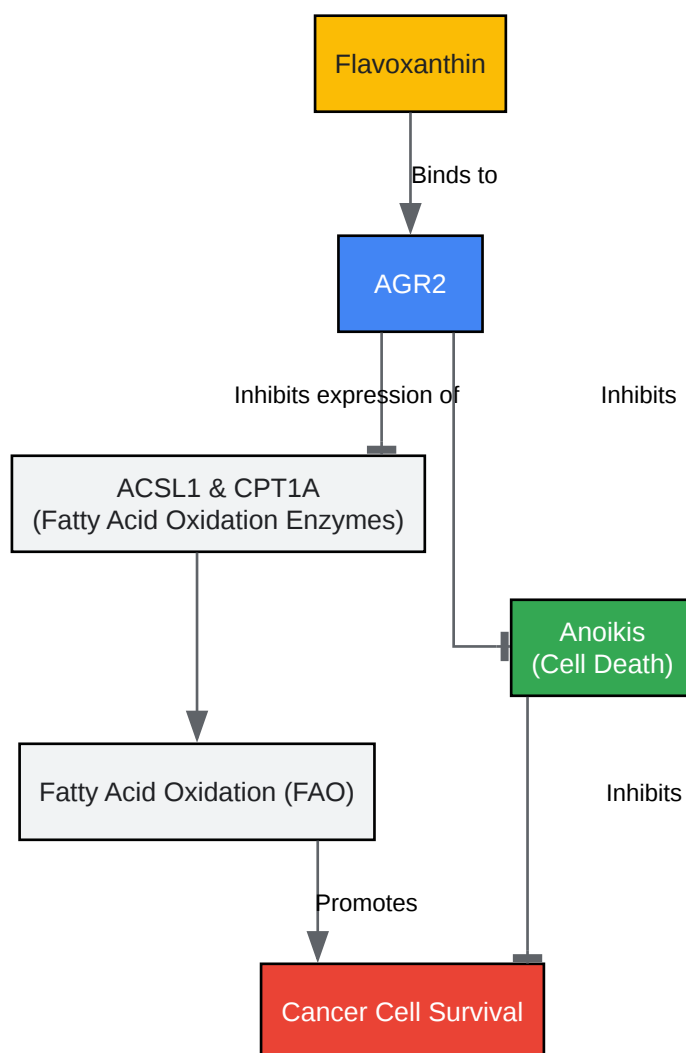 Flavoxanthin
Binds to
AGR2
Inhibits expression of
Inhibits
ACSL1 & CPT1A
(Fatty Acid Oxidation Enzymes)
Anoikis
(Cell Death)
Fatty Acid Oxidation (FAO)
Inhibits
Promotes
Cancer Cell Survival